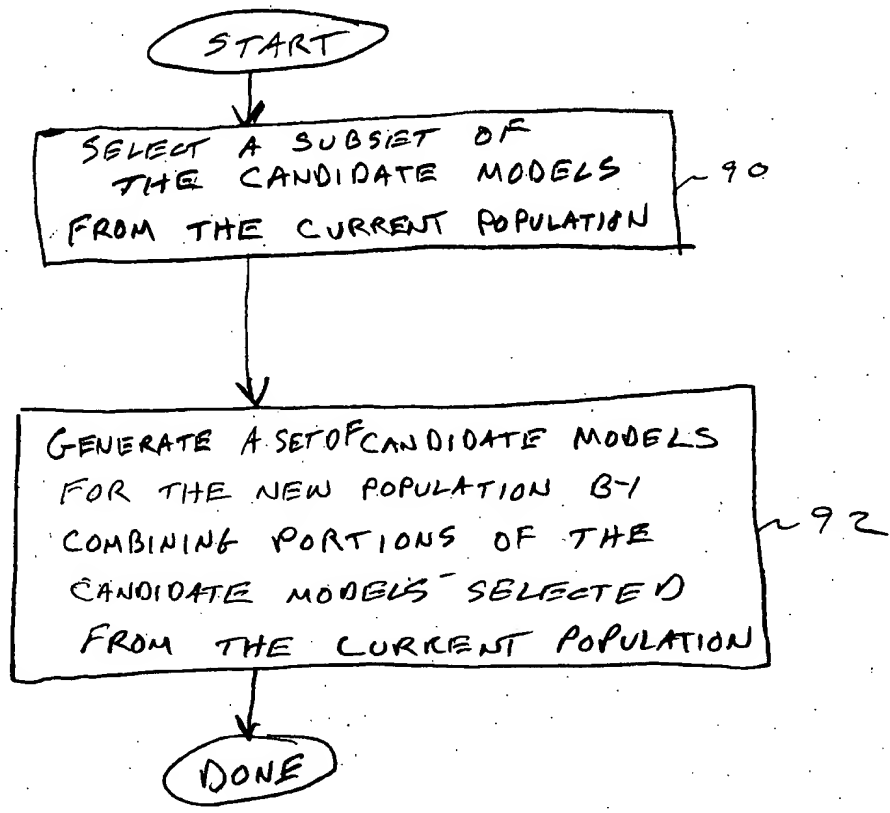 START
SELECT A SUBSET OF
THE CANDIDATE MODELS
FROM THE CURRENT POPULATION
90
GENERATE A SET OF CANDIDATE MODELS
FOR THE NEW POPULATION BY
COMBINING PORTIONS OF THE
CANDIDATE MODELS SELECTED
FROM THE CURRENT POPULATION
92
DONE